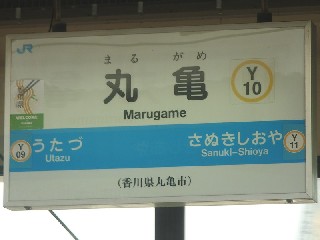 JR
まるがめ
丸亀
Marugame
Y
10
Y
09
うたづ
Utazu
さぬきしおや
Sanuki-Shioya
Y
11
(香川県丸亀市)